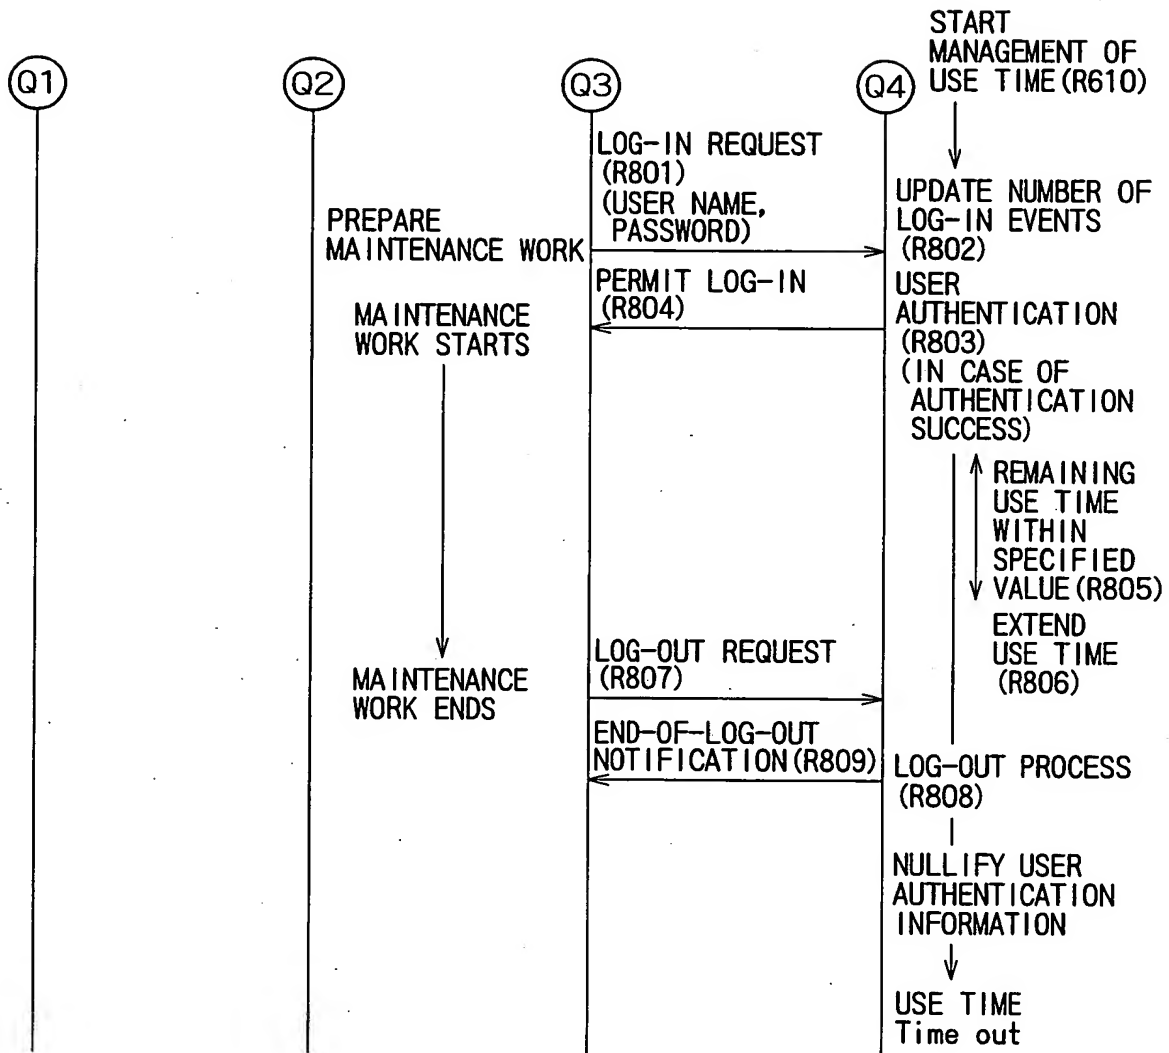 START
MANAGEMENT OF
USE TIME(R610)
Q1
Q2
Q3
Q4
LOG-IN REQUEST
(R801)
(USER NAME,
PASSWORD)
PREPARE
MAINTENANCE WORK
UPDATE NUMBER OF
LOG-IN EVENTS
(R802)
PERMIT LOG-IN
(R804)
USER
AUTHENTICATION
(R803)
(IN CASE OF
AUTHENTICATION
SUCCESS)
MAINTENANCE
WORK STARTS
REMAINING
USE TIME
WITHIN
SPECIFIED
VALUE(R805)
EXTEND
USE TIME
(R806)
LOG-OUT REQUEST
(R807)
MAINTENANCE
WORK ENDS
END-OF-LOG-OUT
NOTIFICATION(R809)
LOG-OUT PROCESS
(R808)
NULLIFY USER
AUTHENTICATION
INFORMATION
USE TIME
Time out